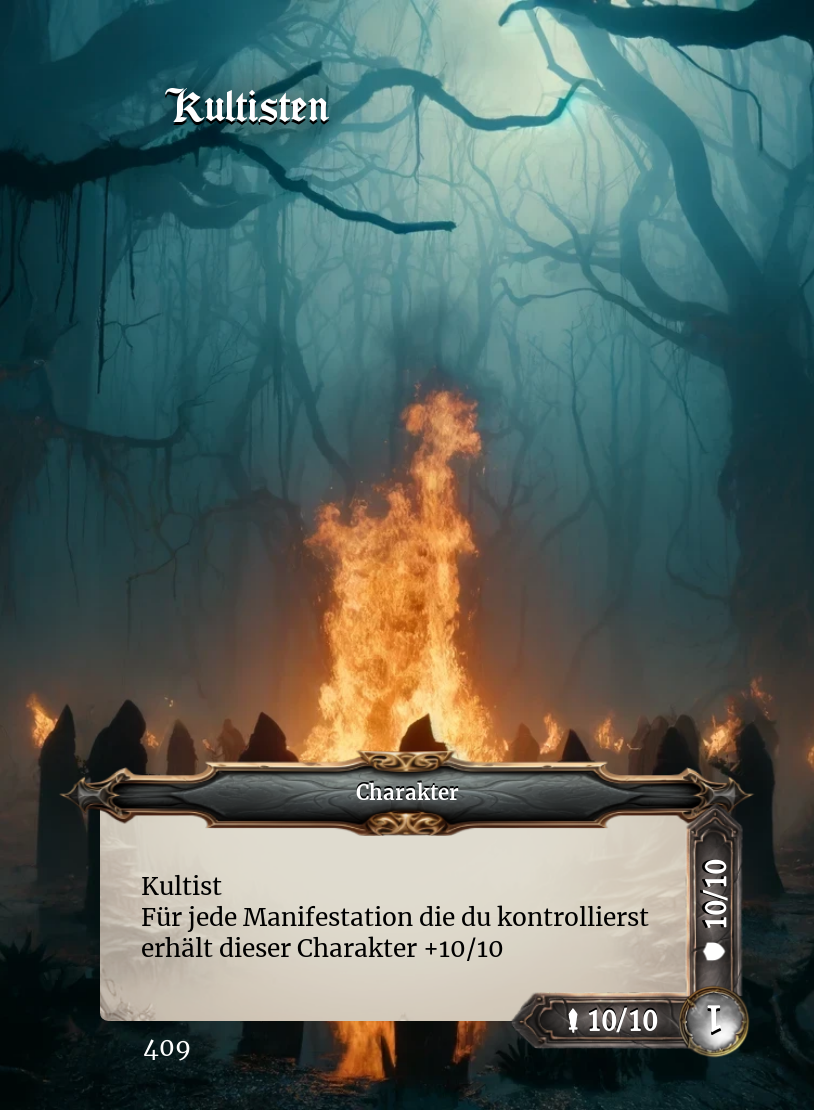 Kultisten
Charakter
Kultist
Für jede Manifestation die du kontrollierst
erhält dieser Charakter +10/10
10/10
10/10
1
409